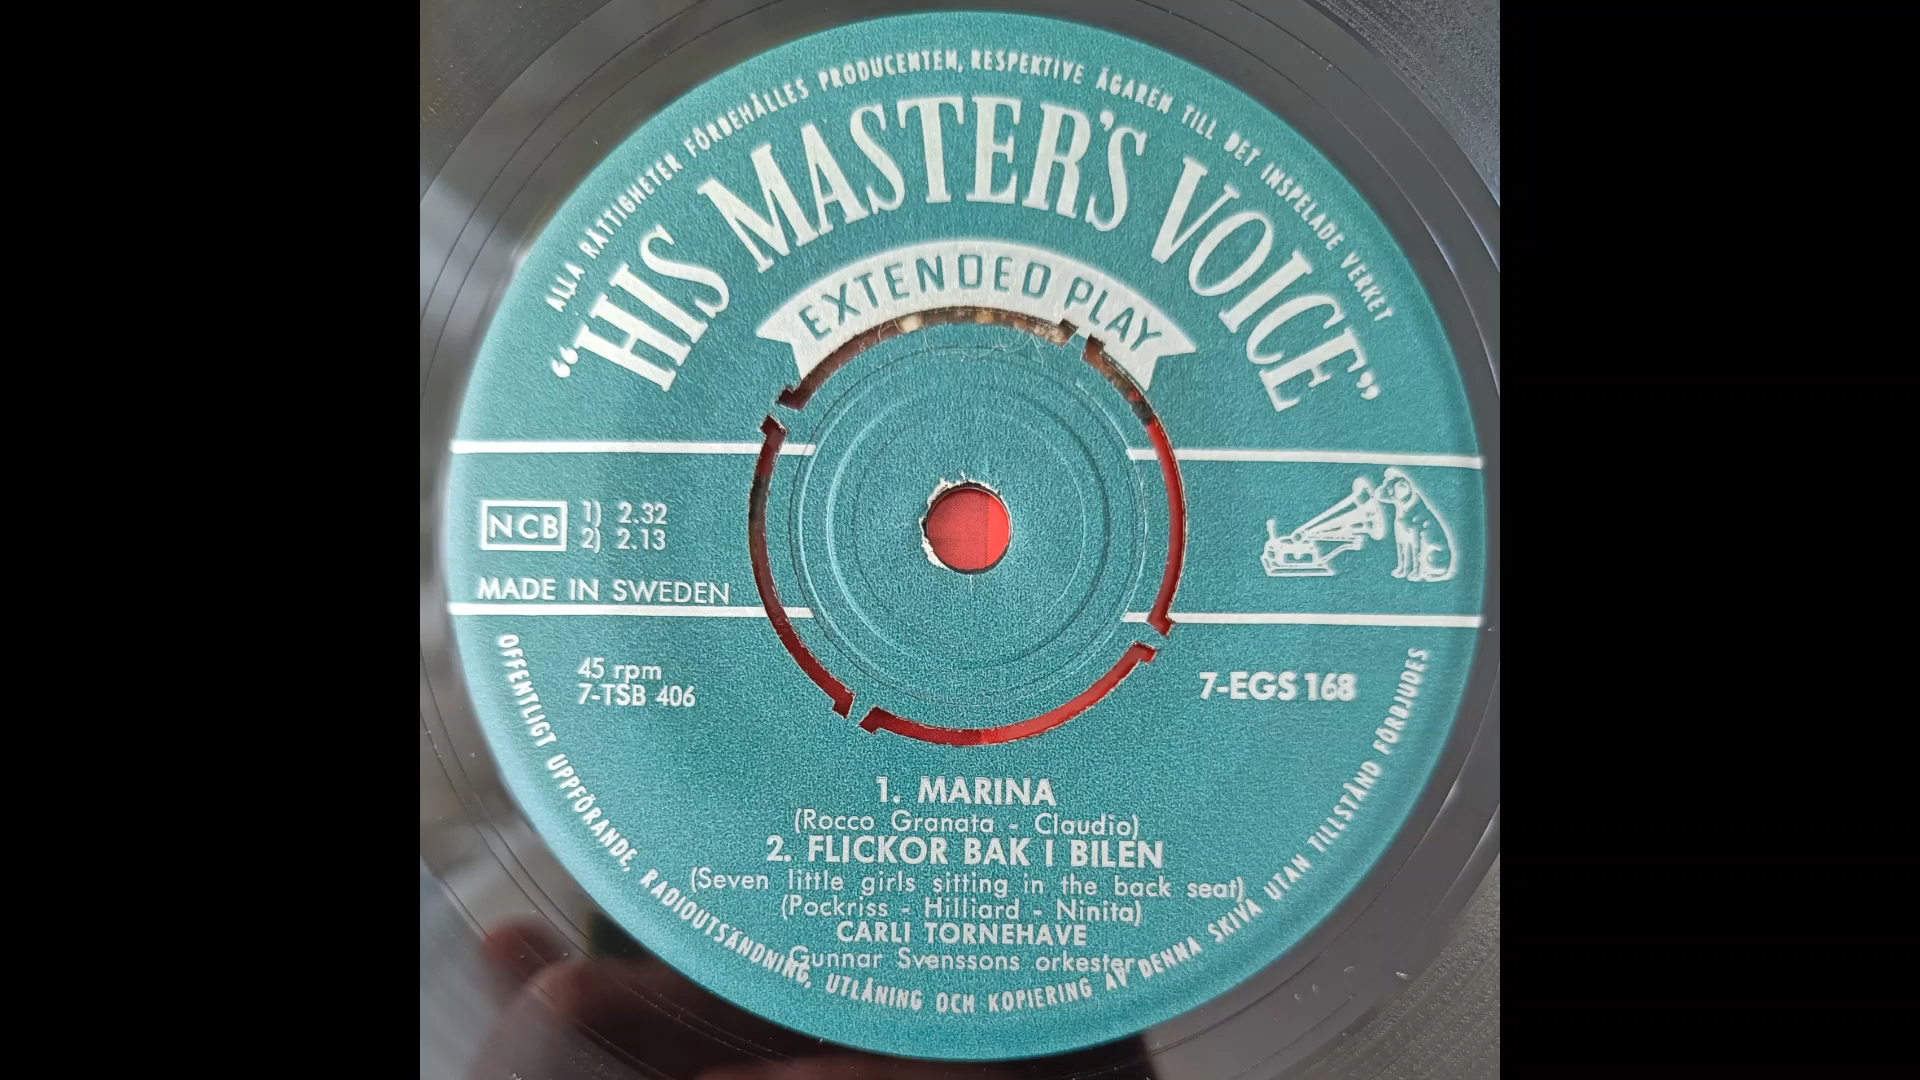 ALLA RÄTTIGHETER FÖRBEHÅLLES PRODUCENTEN, RESPEKTIVE ÄGAREN TILL DET INSPELADE VERKET
“HIS MASTER'S VOICE”
EXTENDED PLAY
NCB
1) 2.32
2) 2.13
MADE IN SWEDEN
45 rpm
7-TSB 406
7-EGS 168
1. MARINA
(Rocco Granata - Claudio)
2. FLICKOR BAK I BILEN
(Seven little girls sitting in the back seat)
(Pockriss - Hilliard - Ninita)
CARLI TORNEHAVE
Gunnar Svenssons orkester
OFFENTLIGT UPPFÖRANDE, RADIOUTSÄNDNING, UTLÅNING OCH KOPIERING AV DENNA SKIVA UTAN TILLSTÅND FÖRBJUDES